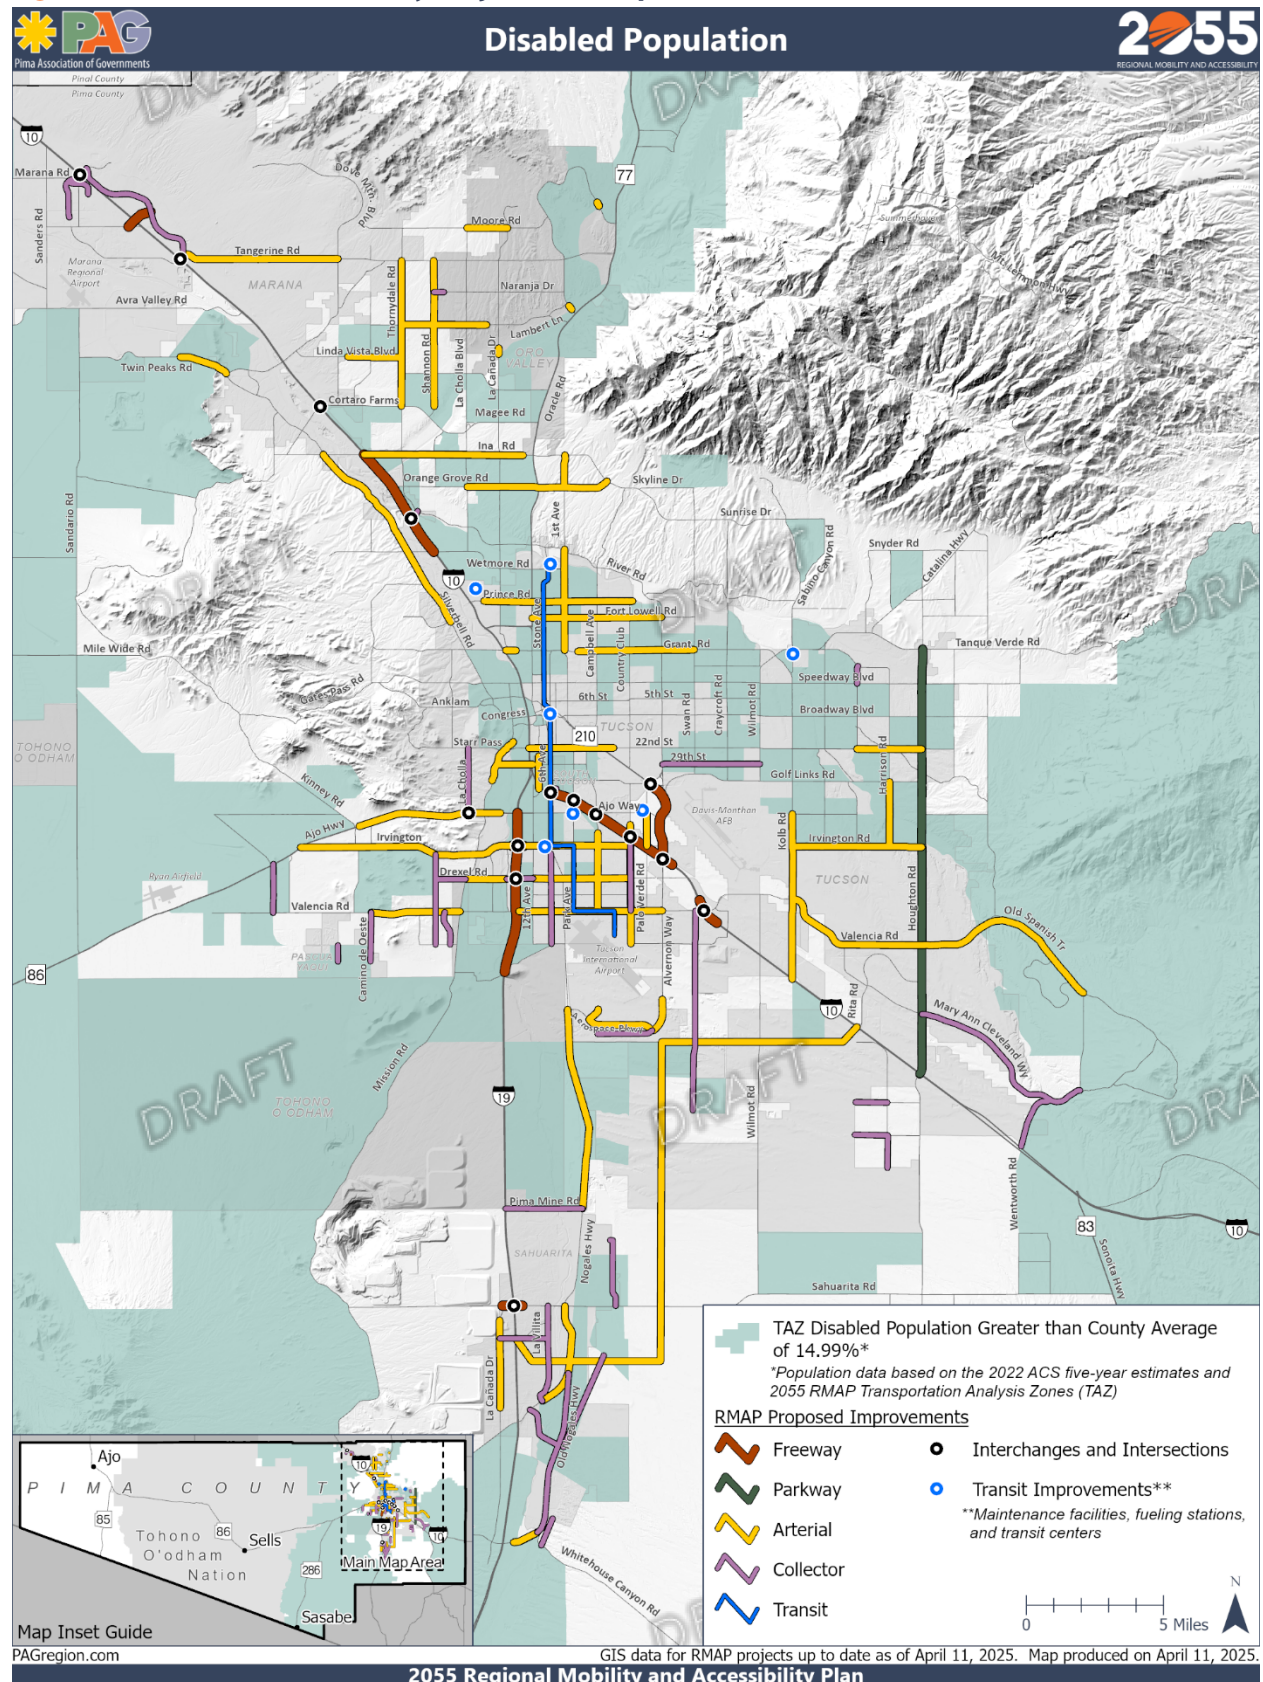 PAG
Pima Association of Governments
Disabled Population
2055
REGIONAL MOBILITY AND ACCESSIBILITY
Pinal County
Pima County
DRAFT
DRAFT
10
Marana Rd
Dove Mtn. Blvd
77
Sanders Rd
Moore Rd
Summerhaven
Tangerine Rd
Mt Lemmon Hwy
Marana
Regional
Airport
MARANA
Thornydale Rd
Naranja Dr
Avra Valley Rd
Lambert Ln
Linda Vista Blvd
Shannon Rd
La Cholla Blvd
La Cañada Dr
ORO
VALLEY
Twin Peaks Rd
Oracle Rd
Cortaro Farms
Magee Rd
Ina Rd
Orange Grove Rd
Skyline Dr
Sandario Rd
1st Ave
Sunrise Dr
Snyder Rd
Catalina Hwy
Sabino Canyon Rd
Wetmore Rd
River Rd
DRAFT
DRAFT
DRA
10
Prince Rd
Silverbell Rd
Stone Ave
Fort Lowell Rd
Campbell Ave
Country Club
Mile Wide Rd
Grant Rd
Tanque Verde Rd
Speedway Blvd
Gates Pass Rd
Anklam
6th St
5th St
Swan Rd
Craycroft Rd
Wilmot Rd
Congress
Broadway Blvd
TUCSON
210
22nd St
Starr Pass
TOHONO
O ODHAM
6th Ave
29th St
Harrison Rd
Kinney Rd
La Cholla
Golf Links Rd
Ajo Way
Davis-Monthan
AFB
Ajo Hwy
Irvington
Kolb Rd
Irvington Rd
Drexel Rd
Ryan Airfield
TUCSON
Palo Verde Rd
12th Ave
Park Ave
Valencia Rd
Houghton Rd
Old Spanish Tr
Camino de Oeste
Valencia Rd
Alvernon Way
PASCUA
YAQUI
Tucson
International
Airport
86
10
Rita Rd
Aerospace Pkwy
Mary Ann Cleveland Wy
Mission Rd
DRAFT
DRAFT
DRA
19
TOHONO
O ODHAM
Wilmot Rd
Wentworth Rd
Pima Mine Rd
83
10
SAHUARITA
Nogales Hwy
Sonoita Hwy
Sahuarita Rd
La Villita
La Cañada Dr
Old Nogales Hwy
Whitehouse Canyon Rd
TAZ Disabled Population Greater than County Average
of 14.99%*
*Population data based on the 2022 ACS five-year estimates and
2055 RMAP Transportation Analysis Zones (TAZ)
RMAP Proposed Improvements
Freeway
Parkway
Arterial
Collector
Transit
Interchanges and Intersections
Transit Improvements**
**Maintenance facilities, fueling stations,
and transit centers
N
0
5 Miles
Ajo
PIMA COUNTY
10
85
86
Tohono
O'odham
Nation
Sells
19
10
Main Map Area
286
Sasabe
Map Inset Guide
PAGregion.com
GIS data for RMAP projects up to date as of April 11, 2025. Map produced on April 11, 2025.
2055 Regional Mobility and Accessibility Plan